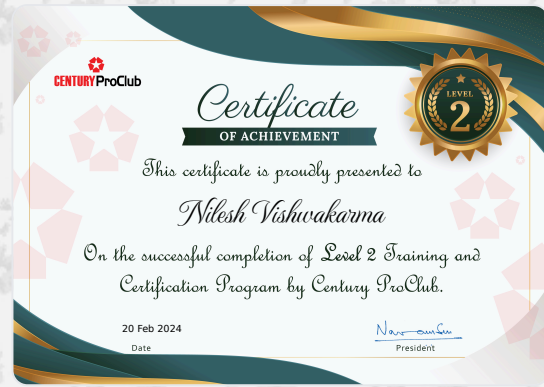 CENTURY ProClub
LEVEL
2
Certificate
OF ACHIEVEMENT
This certificate is proudly presented to
Nilesh Vishwakarma
On the successful completion of Level 2 Training and
Certification Program by Century ProClub.
20 Feb 2024
Date
President